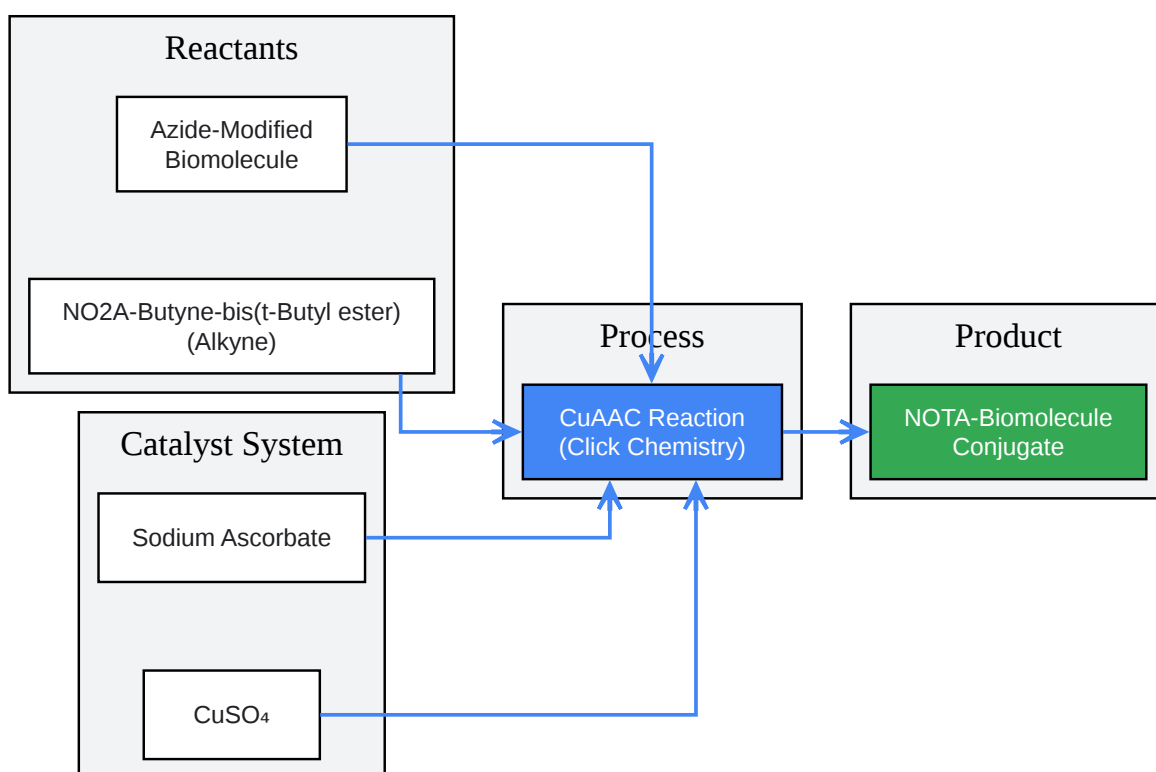 Reactants
Azide-Modified
Biomolecule
NO2A-Butyne-bis(t-Butyl ester)
(Alkyne)
Catalyst System
Sodium Ascorbate
CuSO₄
Process
CuAAC Reaction
(Click Chemistry)
Product
NOTA-Biomolecule
Conjugate